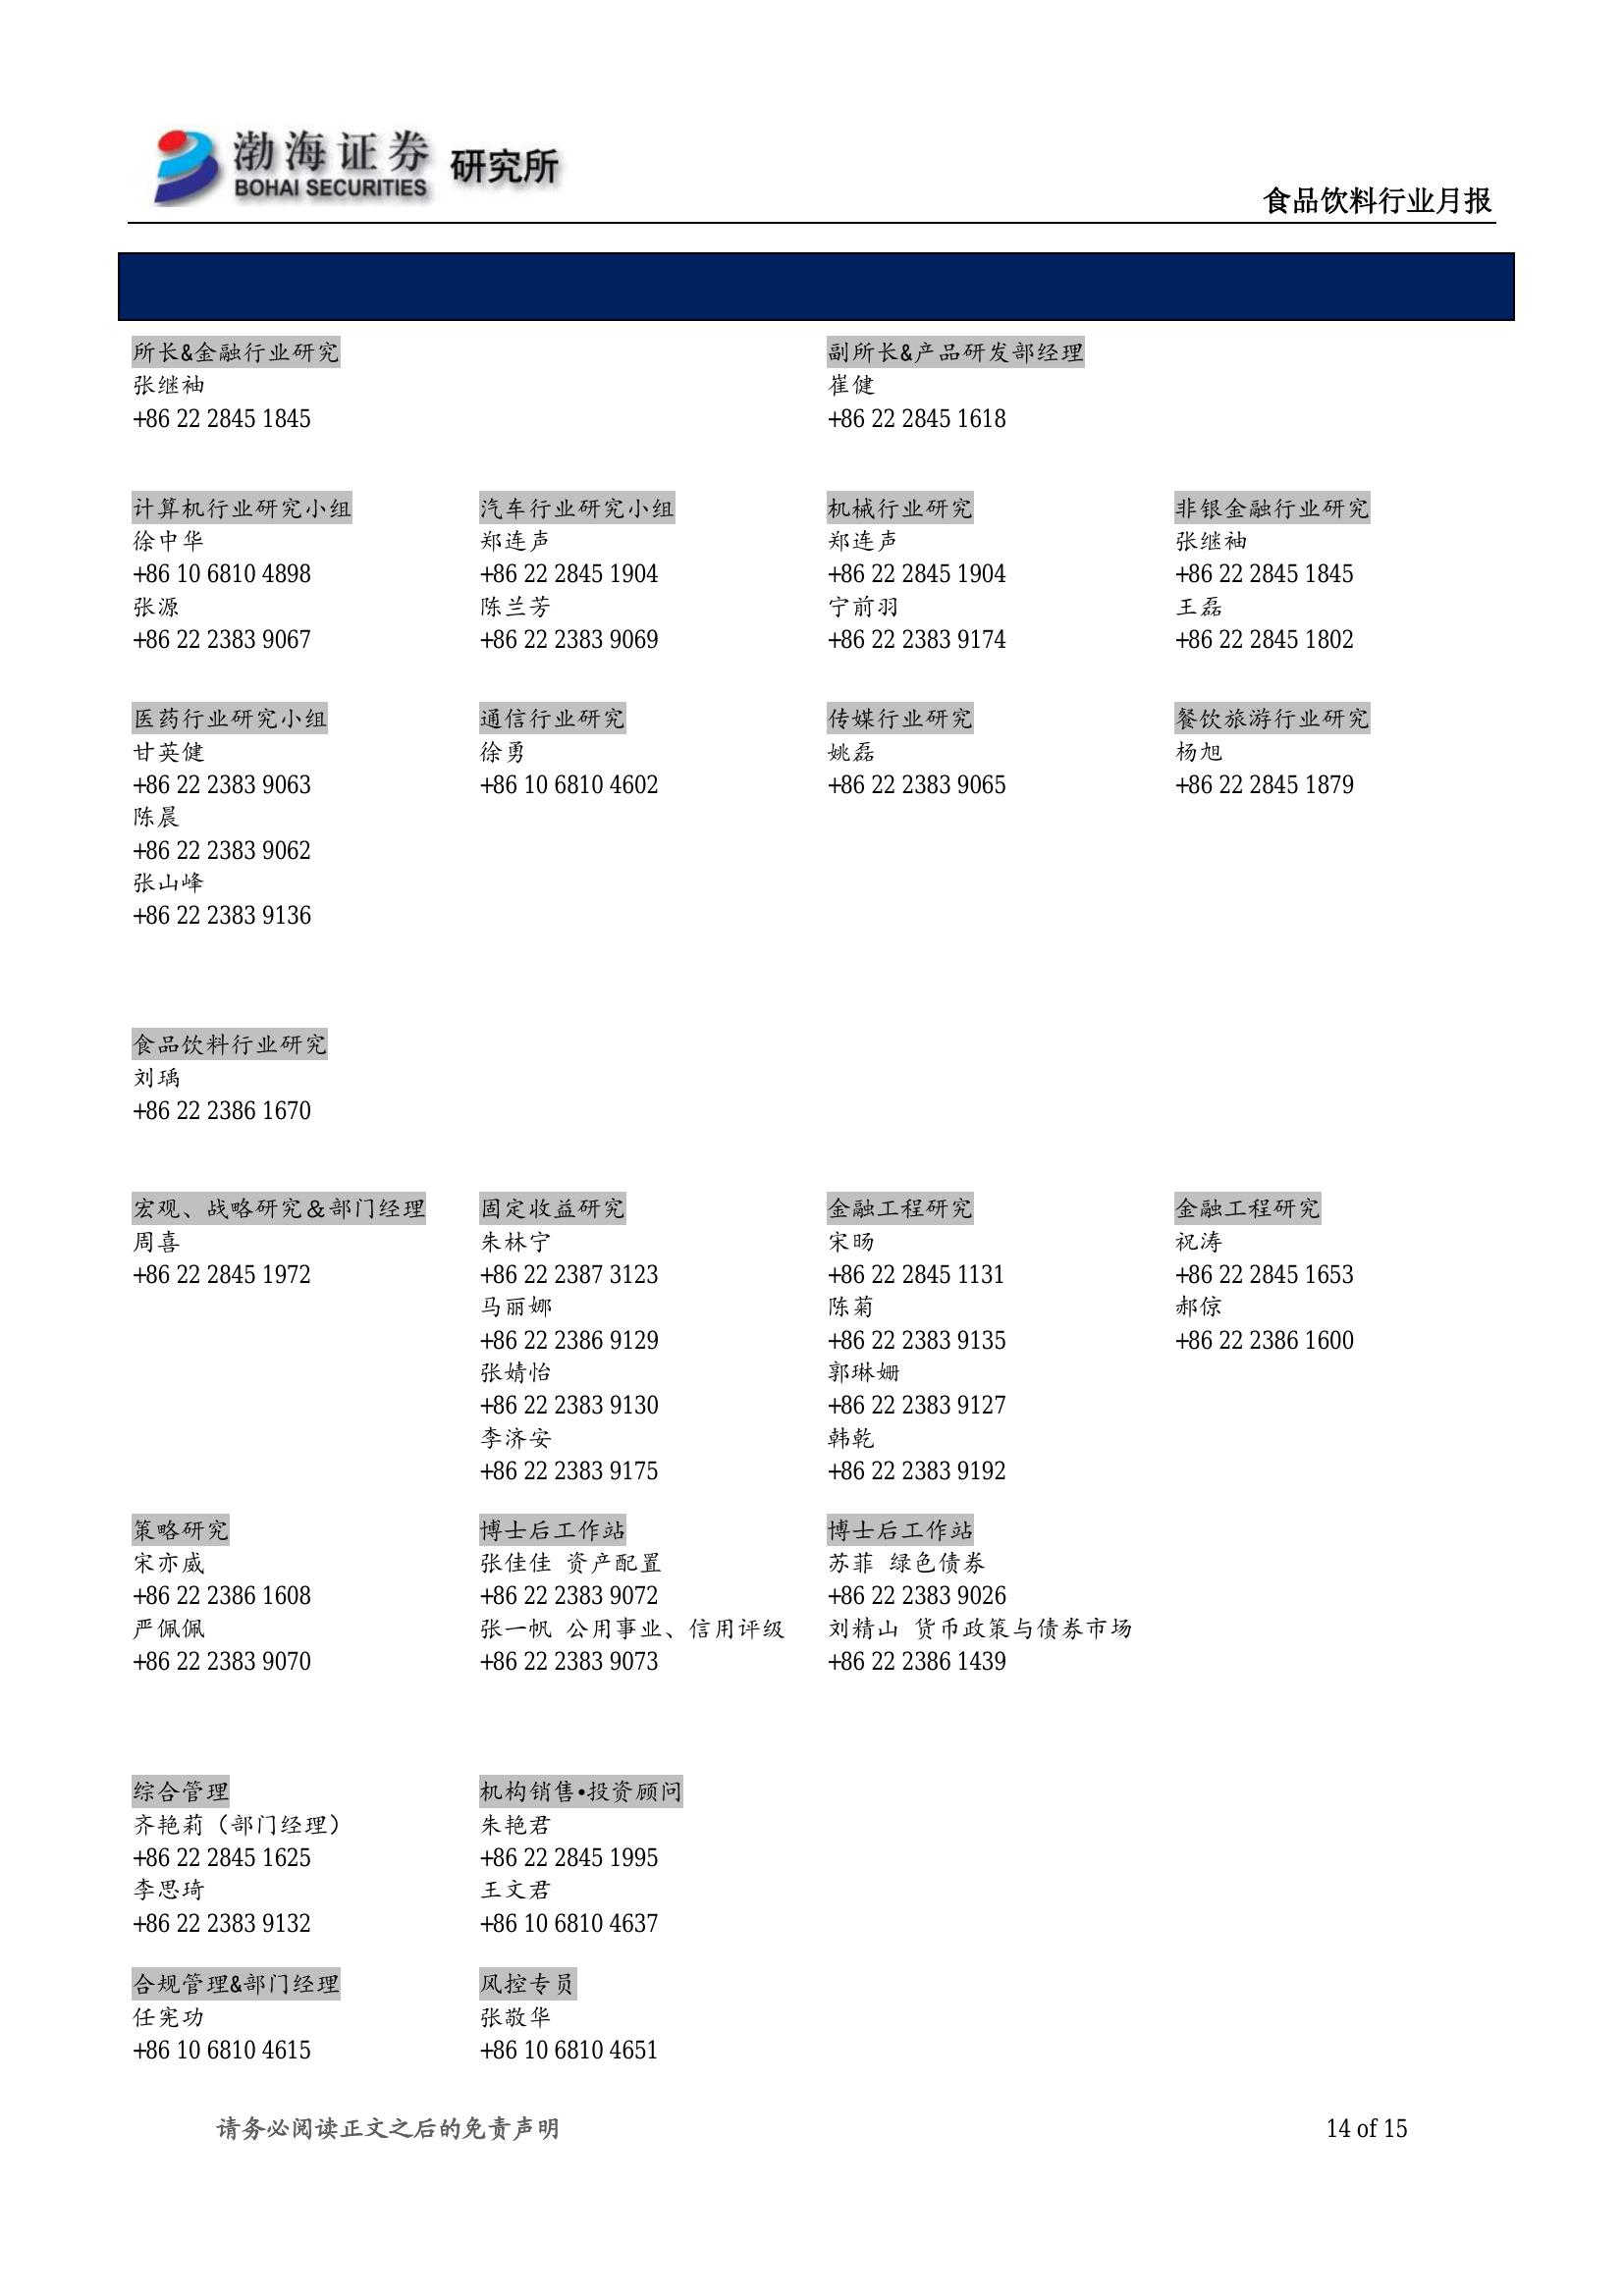 渤海证券 研究所
BOHAI SECURITIES
食品饮料行业月报
所长&金融行业研究
张继袖
+86 22 2845 1845
副所长&产品研发部经理
崔健
+86 22 2845 1618
计算机行业研究小组
徐中华
+86 10 6810 4898
张源
+86 22 2383 9067
汽车行业研究小组
郑连声
+86 22 2845 1904
陈兰芳
+86 22 2383 9069
机械行业研究
郑连声
+86 22 2845 1904
宁前羽
+86 22 2383 9174
非银金融行业研究
张继袖
+86 22 2845 1845
王磊
+86 22 2845 1802
医药行业研究小组
甘英健
+86 22 2383 9063
陈晨
+86 22 2383 9062
张山峰
+86 22 2383 9136
通信行业研究
徐勇
+86 10 6810 4602
传媒行业研究
姚磊
+86 22 2383 9065
餐饮旅游行业研究
杨旭
+86 22 2845 1879
食品饮料行业研究
刘瑀
+86 22 2386 1670
宏观、战略研究＆部门经理
周喜
+86 22 2845 1972
固定收益研究
朱林宁
+86 22 2387 3123
马丽娜
+86 22 2386 9129
张婧怡
+86 22 2383 9130
李济安
+86 22 2383 9175
金融工程研究
宋旸
+86 22 2845 1131
陈菊
+86 22 2383 9135
郭琳姗
+86 22 2383 9127
韩乾
+86 22 2383 9192
金融工程研究
祝涛
+86 22 2845 1653
郝倞
+86 22 2386 1600
策略研究
宋亦威
+86 22 2386 1608
严佩佩
+86 22 2383 9070
博士后工作站
张佳佳 资产配置
+86 22 2383 9072
张一帆 公用事业、信用评级
+86 22 2383 9073
博士后工作站
苏菲 绿色债券
+86 22 2383 9026
刘精山 货币政策与债券市场
+86 22 2386 1439
综合管理
齐艳莉（部门经理）
+86 22 2845 1625
李思琦
+86 22 2383 9132
机构销售•投资顾问
朱艳君
+86 22 2845 1995
王文君
+86 10 6810 4637
合规管理&部门经理
任宪功
+86 10 6810 4615
风控专员
张敬华
+86 10 6810 4651
请务必阅读正文之后的免责声明
14 of 15